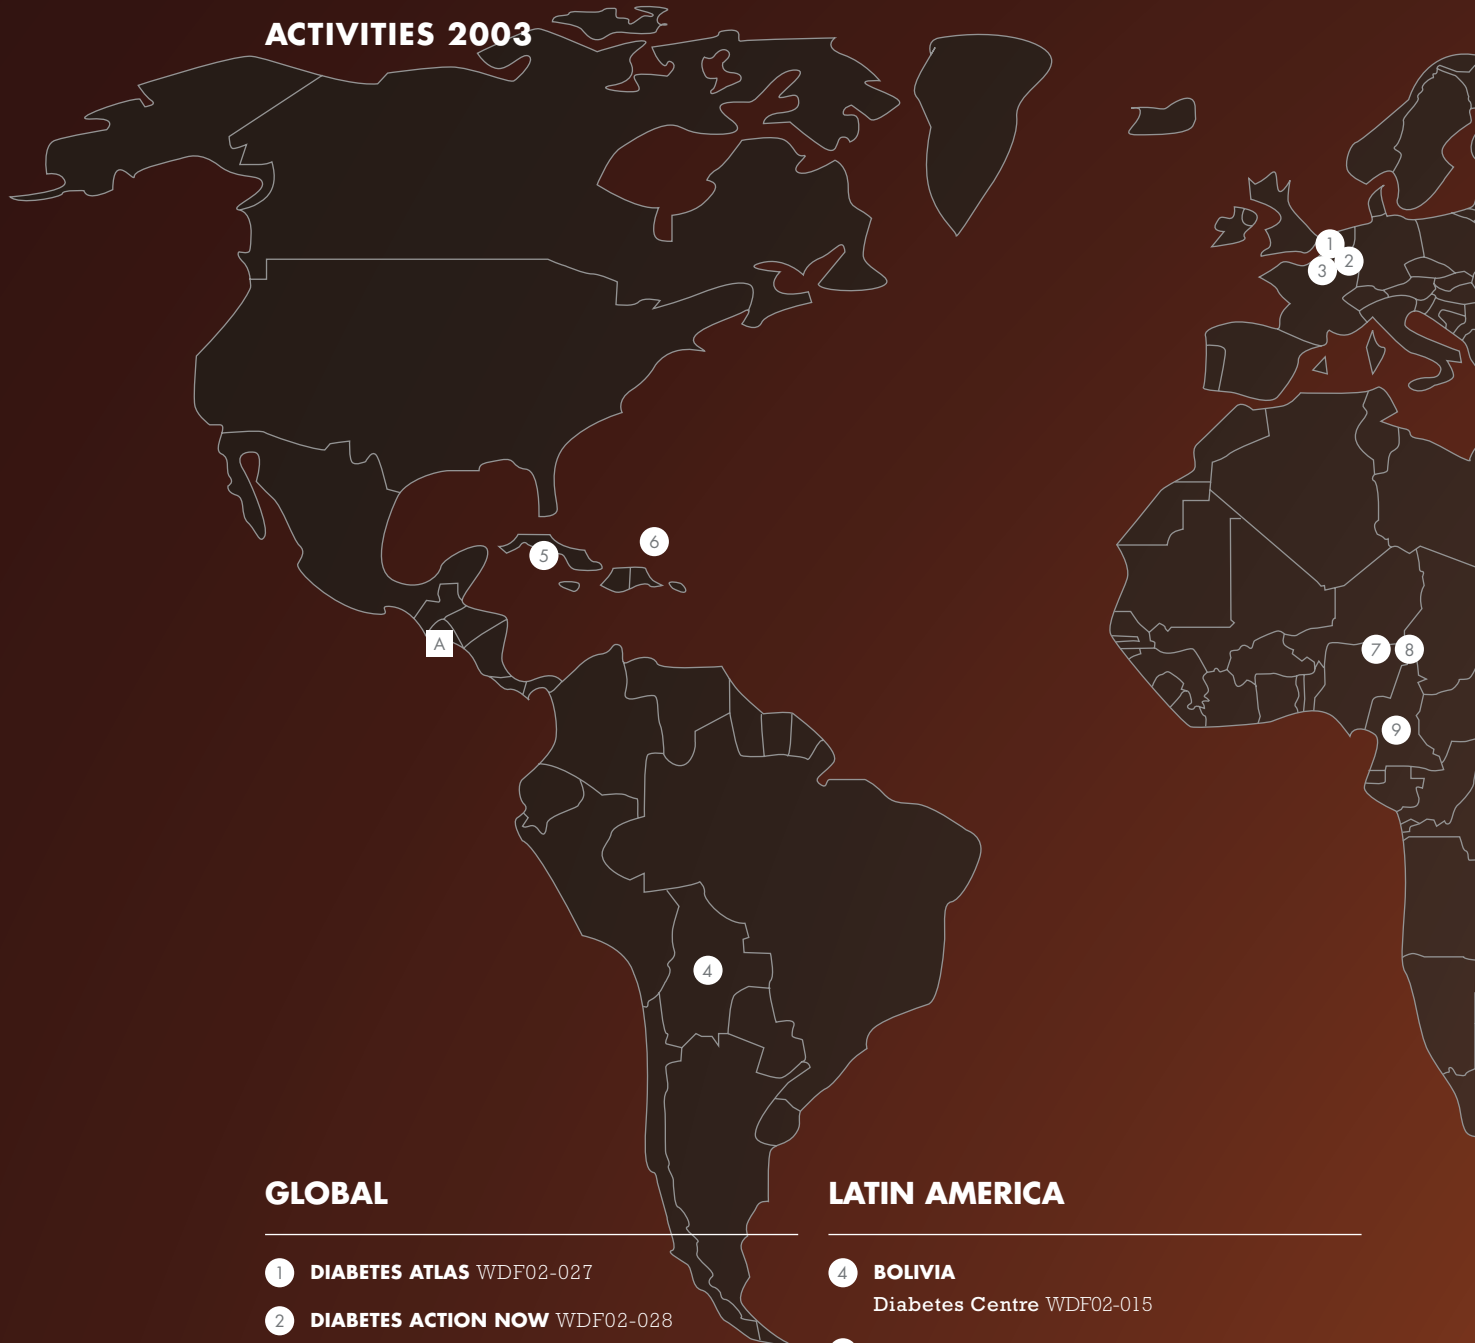 ACTIVITIES 2003
1
2
3
5
6
A
7 8
9
4
GLOBAL
1 DIABETES ATLAS WDF02-027
2 DIABETES ACTION NOW WDF02-028
LATIN AMERICA
4 BOLIVIA
Diabetes Centre WDF02-015